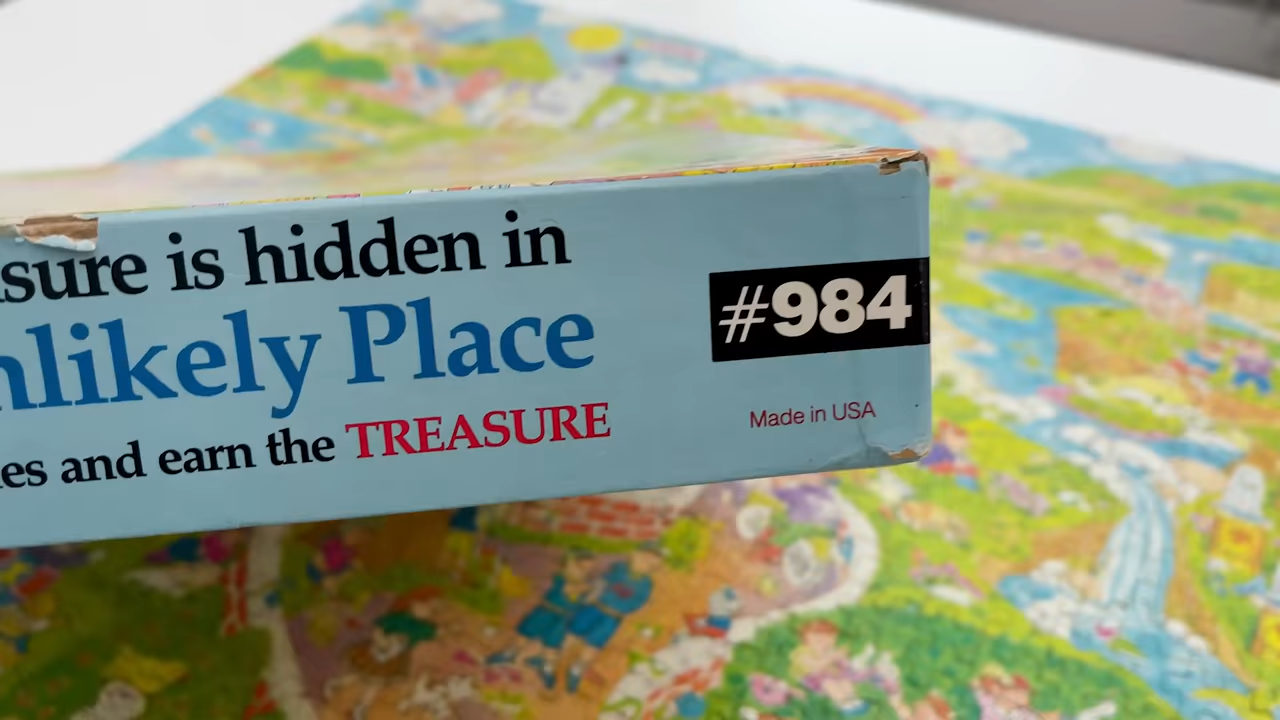 sure is hidden in
nlikely Place
es and earn the TREASURE
#984
Made in USA